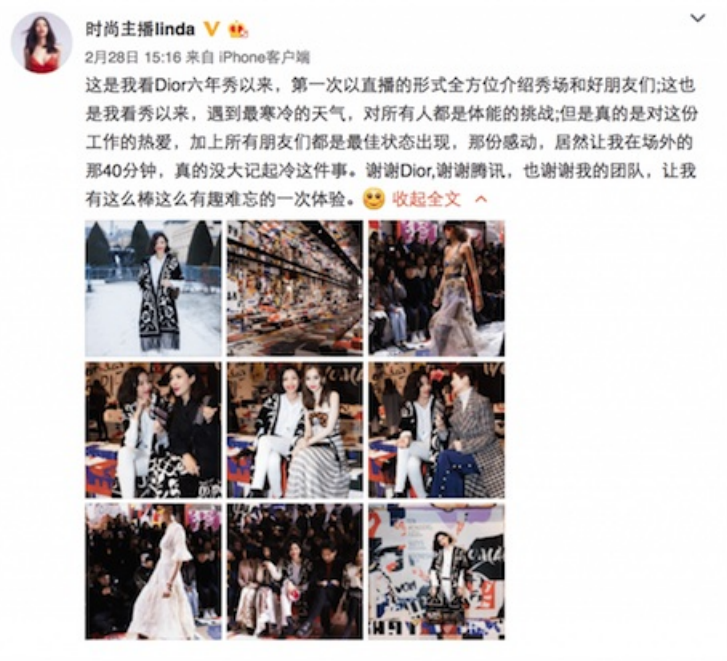 时尚主播linda
2月28日 15:16 来自 iPhone客户端
这是我看Dior六年秀以来，第一次以直播的形式全方位介绍秀场和好朋友们;这也
是我看秀以来，遇到最寒冷的天气，对所有人都是体能的挑战;但是真的是对这份
工作的热爱，加上所有朋友们都是最佳状态出现，那份感动，居然让我在场外的
那40分钟，真的没大记起冷这件事。谢谢Dior,谢谢腾讯，也谢谢我的团队，让我
有这么棒这么有趣难忘的一次体验。 收起全文